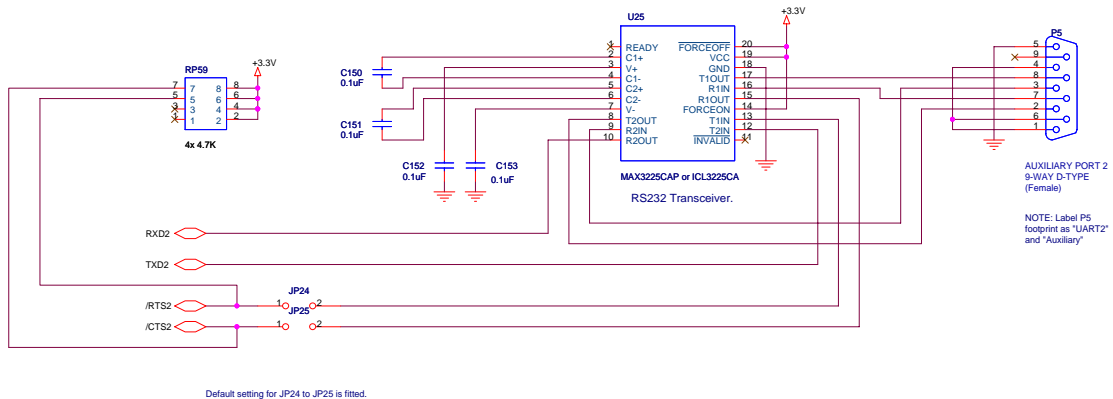 U25
+3.3V
P5
1 READY FORCEOFF 20
2 C1+ VCC 19
3 V+ GND 18
4 C1- T1OUT 17
5 C2+ R1IN 16
6 C2- R1OUT 15
7 V- FORCEON 14
8 T2OUT T1IN 13
9 R2IN T2IN 12
10 R2OUT INVALID 11
MAX3225CAP or ICL3225CA
RS232 Transceiver.
5
9
4
8
3
7
2
6
1
AUXILIARY PORT 2
9-WAY D-TYPE
(Female)
NOTE: Label P5
footprint as "UART2"
and "Auxiliary"
RP59
+3.3V
7 7 8 8
5 5 6 6
3 3 4 4
1 1 2 2
4x 4.7K
C150
0.1uF
C151
0.1uF
C152
0.1uF
C153
0.1uF
RXD2
TXD2
/RTS2
/CTS2
JP24
1 2
JP25
1 2
Default setting for JP24 to JP25 is fitted.